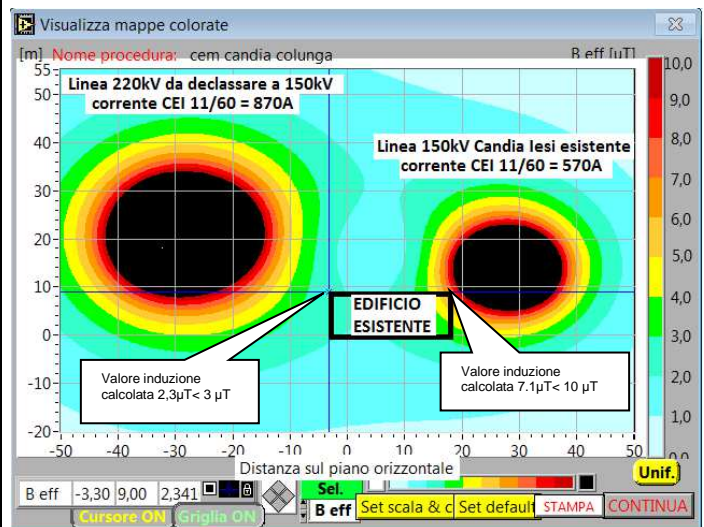 Visualizza mappe colorate
[m] Nome procedura: cem candia colunga B eff [uT]
Linea 220kV da declassare a 150kV
corrente CEI 11/60 = 870A
Linea 150kV Candia Iesi esistente
corrente CEI 11/60 = 570A
55
50
40
30
20
10
0
-10
-20
10,0
9,0
8,0
7,0
6,0
5,0
4,0
3,0
2,0
1,0
0,0
EDIFICIO
ESISTENTE
Valore induzione
calcolata 2,3µT< 3 µT
Valore induzione
calcolata 7.1µT< 10 µT
-50 -40 -30 -20 -10 0 10 20 30 40 50
Distanza sul piano orizzontale
Unif.
B eff -3,30 9,00 2,341
Sel.
B eff
Set scala & c Set default STAMPA CONTINUA
Cursore ON Griglia ON